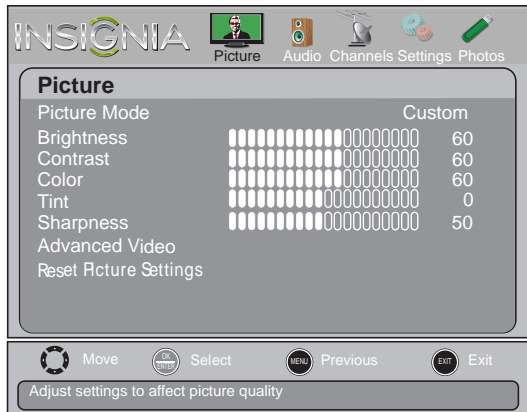 INSIGNIA
Picture Audio Channels Settings Photos
Picture
Picture Mode Custom
Brightness 60
Contrast 60
Color 60
Tint 0
Sharpness 50
Advanced Video
Reset Picture Settings
Move OK ENTER Select MENU Previous EXIT Exit
Adjust settings to affect picture quality